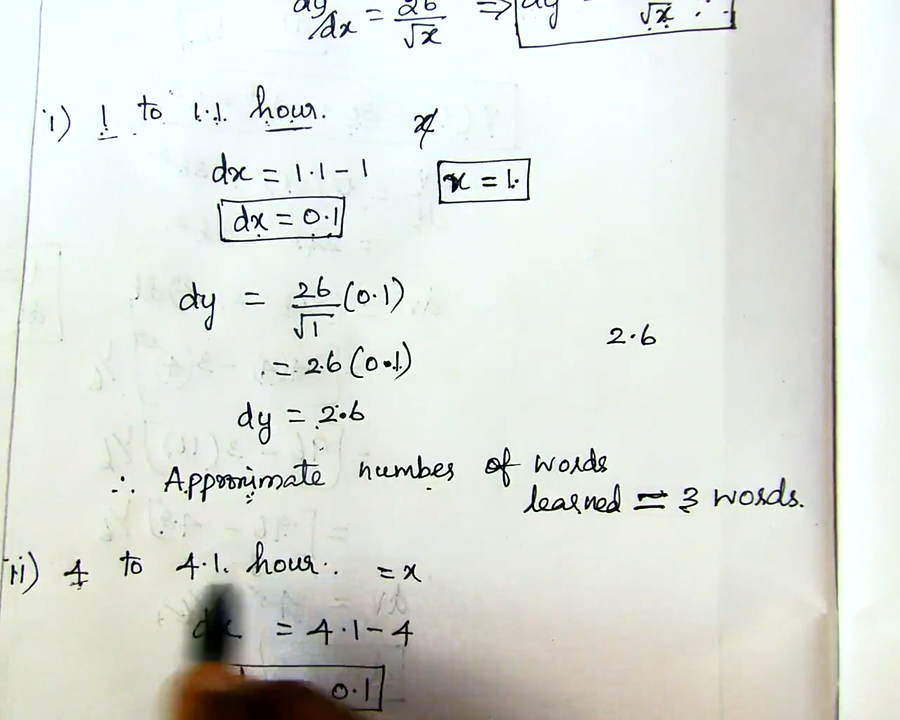 dy/dx = 26/√x ⇒ dy √x
i) 1 to 1.1. hour. x
dx = 1.1 - 1 x = 1.
dx = 0.1
dy = 26/√1 (0.1)
= 26 (0.1) 2.6
dy = 2.6
∴ Approximate number of words
learned = 3 words.
ii) 4 to 4.1. hour. = x
dx = 4.1 - 4
0.1